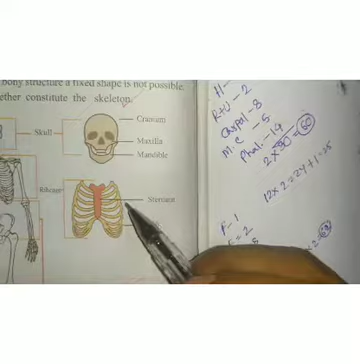 Bony structure a fixed shape is not possible.
ether constitute the skeleton.
Skull
Cranium
Maxilla
Mandible
Ribcage
Sternum
H-
R+U-2
Carpal-8
M.C-5
Phal.-14
2×30=60
12×2=24+1=25
F-1